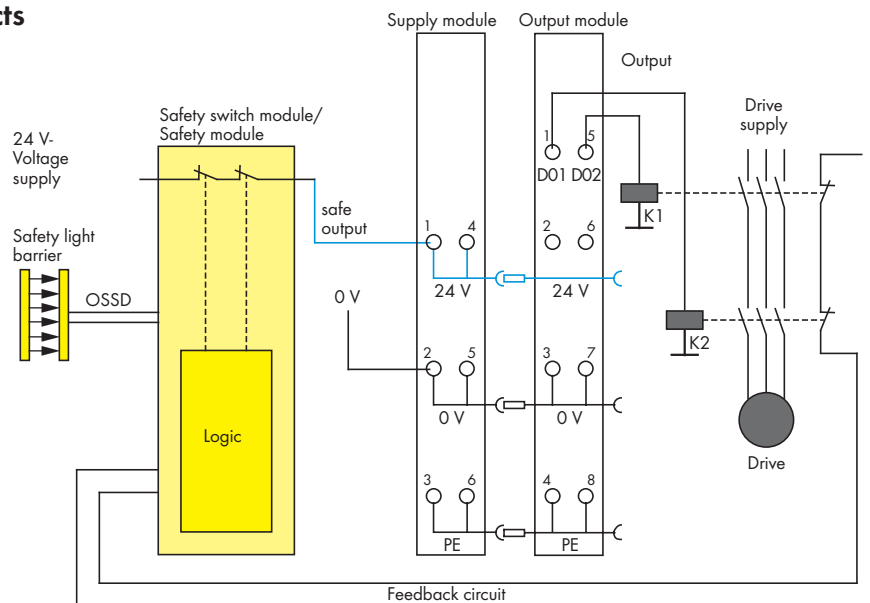 cts
Supply module
Output module
Output
Safety switch module/
Safety module
24 V-
Voltage
supply
Drive
supply
1
5
D01 D02
safe
output
K1
Safety light
barrier
1
4
2
6
OSSD
0 V
24 V
24 V
K2
2
5
3
7
0 V
0 V
Logic
Drive
3
6
4
8
PE
PE
Feedback circuit